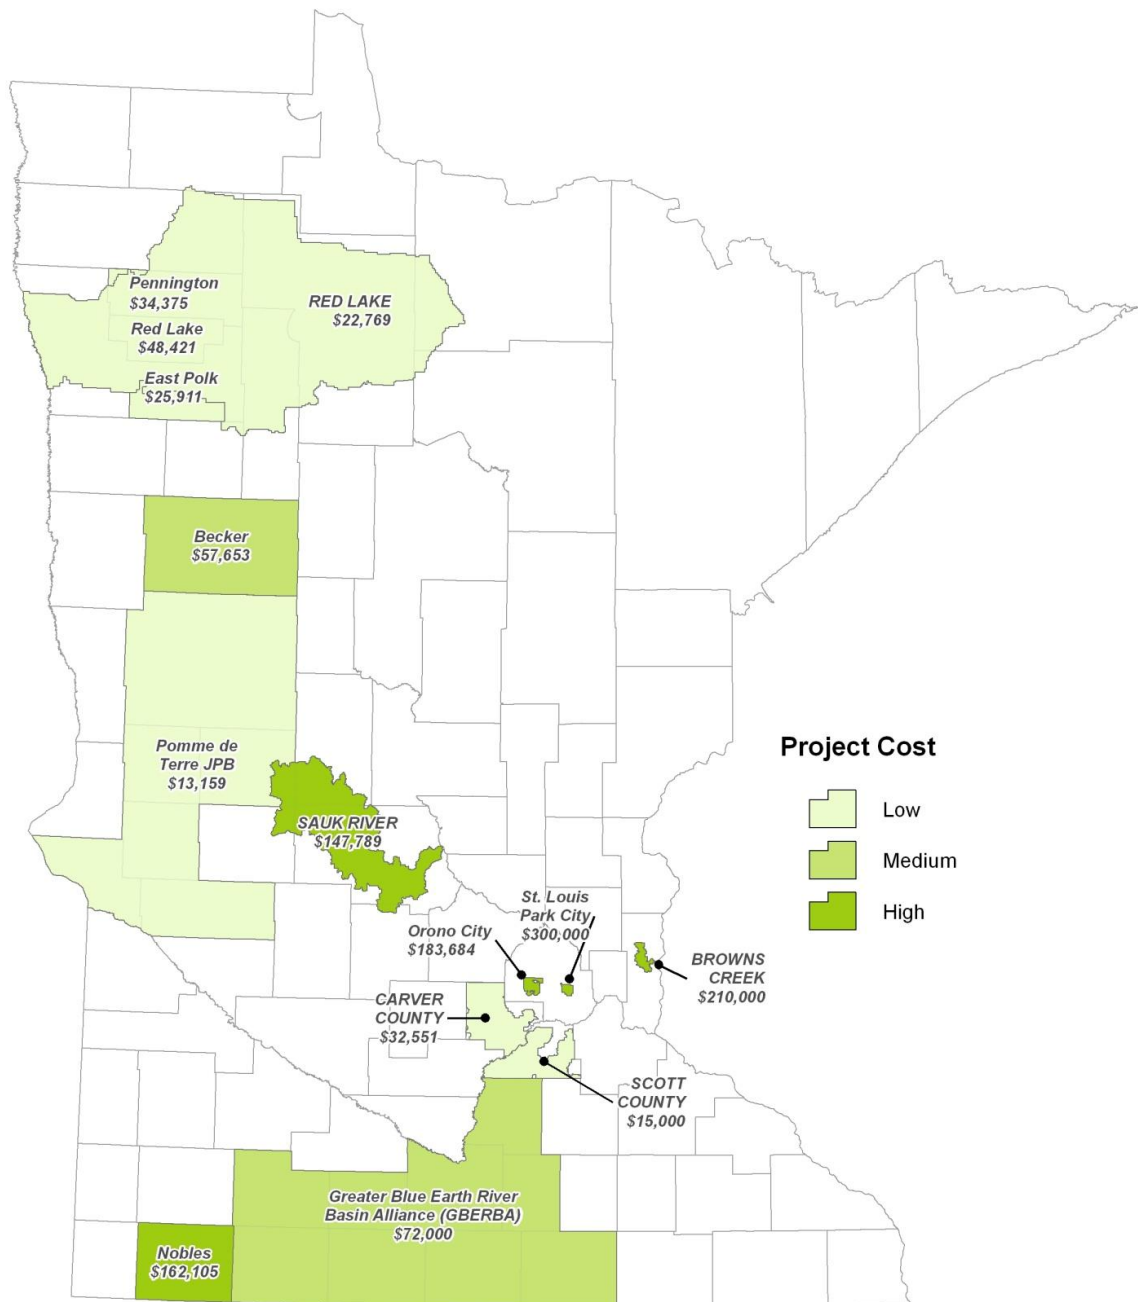 Pennington
$34,375
RED LAKE
$22,769
Red Lake
$48,421
East Polk
$25,911
Becker
$57,653
Pomme de
Terre JPB
$13,159
SAUK RIVER
$147,789
Project Cost
Low
Medium
High
St. Louis
Park City
$300,000
Orono City
$183,684
BROWNS
CREEK
$210,000
CARVER
COUNTY
$32,551
SCOTT
COUNTY
$15,000
Greater Blue Earth River
Basin Alliance (GBERBA)
$72,000
Nobles
$162,105